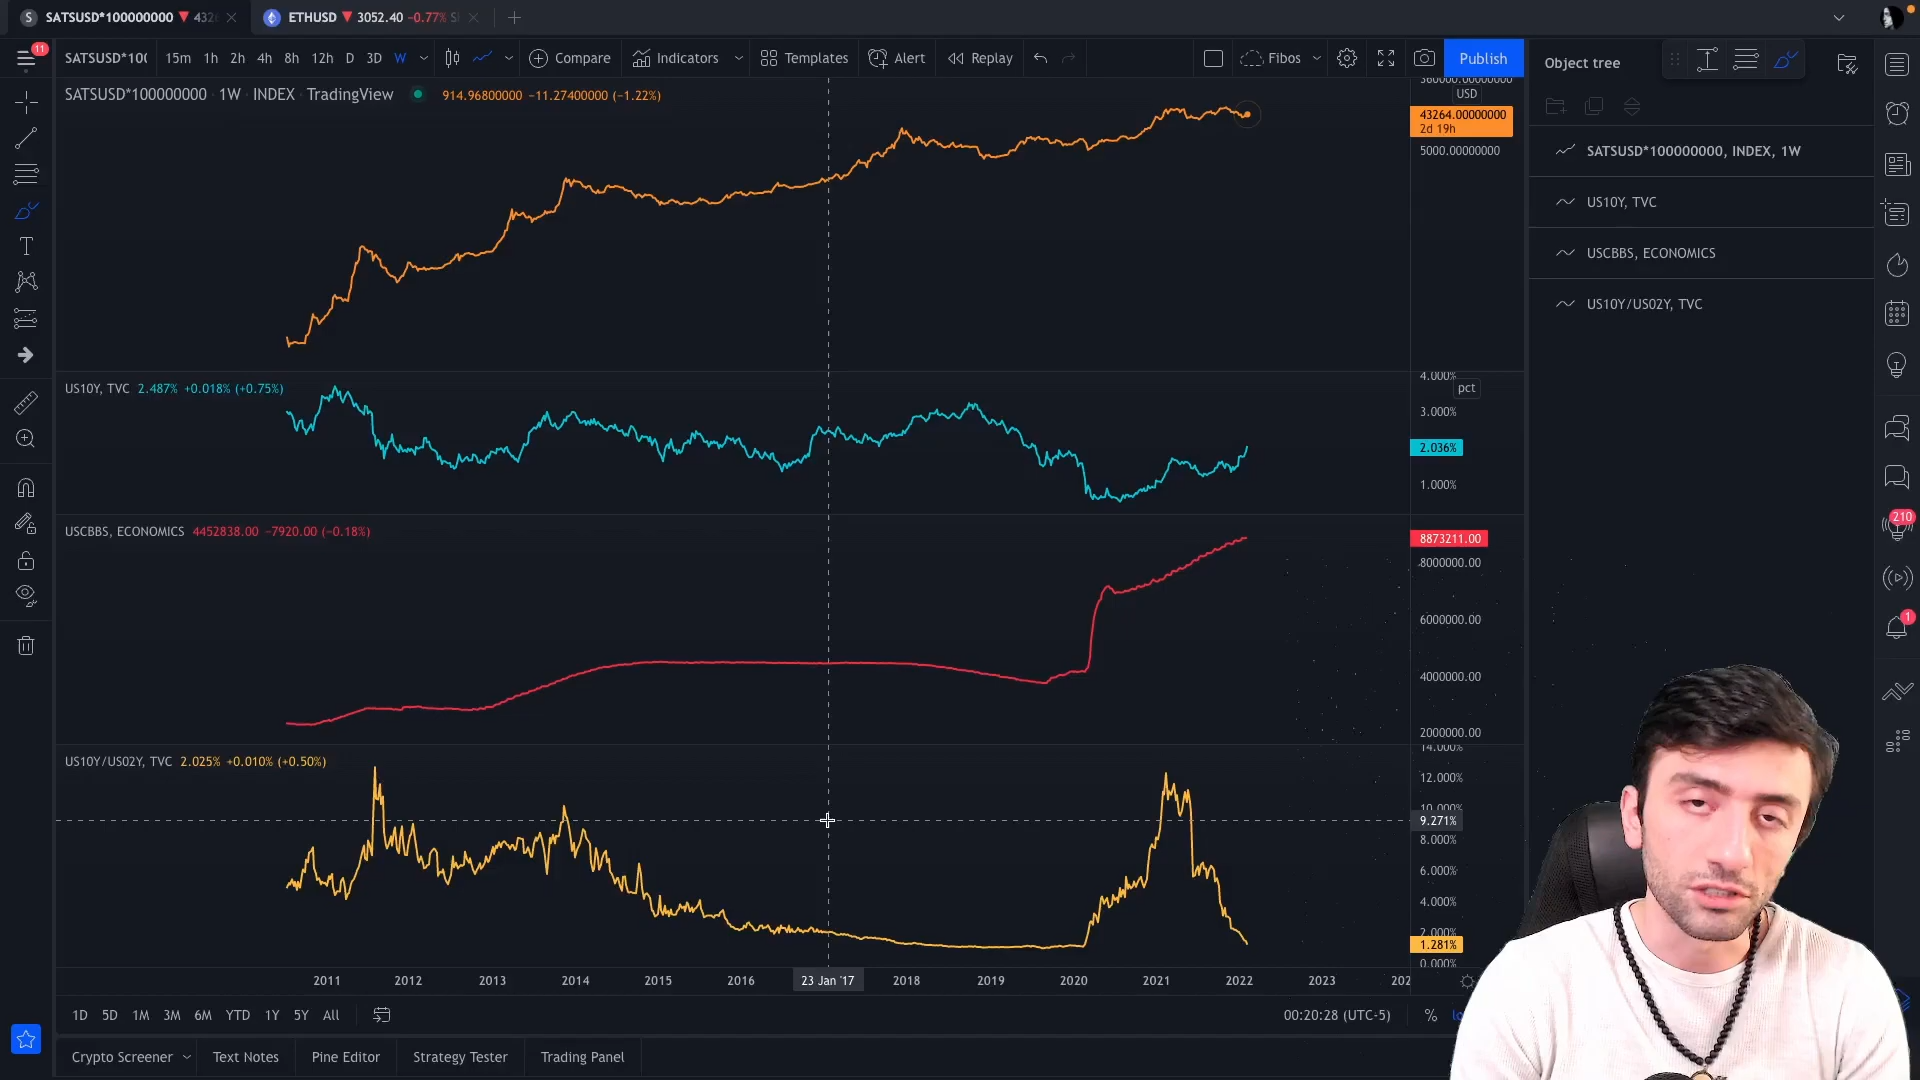 SATSUSD*100000000 ▼ 432
ETHUSD ▼ 3052.40 −0.77%
11
SATSUSD*10(
15m 1h 2h 4h 8h 12h D 3D W
Compare
Indicators
Templates
Alert
Replay
Fibos
Publish
Object tree
SATSUSD*100000000 · 1W · INDEX · TradingView
914.96800000 −11.27400000 (−1.22%)
360000.00000000
USD
43264.00000000
2d 19h
5000.00000000
SATSUSD*100000000, INDEX, 1W
US10Y, TVC
USCBBS, ECONOMICS
US10Y/US02Y, TVC
US10Y, TVC 2.487% +0.018% (+0.75%)
4.000%
pct
3.000%
2.036%
1.000%
USCBBS, ECONOMICS 4452838.00 −7920.00 (−0.18%)
8873211.00
8000000.00
6000000.00
4000000.00
2000000.00
210
1
US10Y/US02Y, TVC 2.025% +0.010% (+0.50%)
14.000%
12.000%
10.000%
9.271%
8.000%
6.000%
4.000%
2.000%
1.281%
0.000%
2011 2012 2013 2014 2015 2016 23 Jan '17 2018 2019 2020 2021 2022 2023 202
1D 5D 1M 3M 6M YTD 1Y 5Y All
00:20:28 (UTC-5) %
Crypto Screener Text Notes Pine Editor Strategy Tester Trading Panel